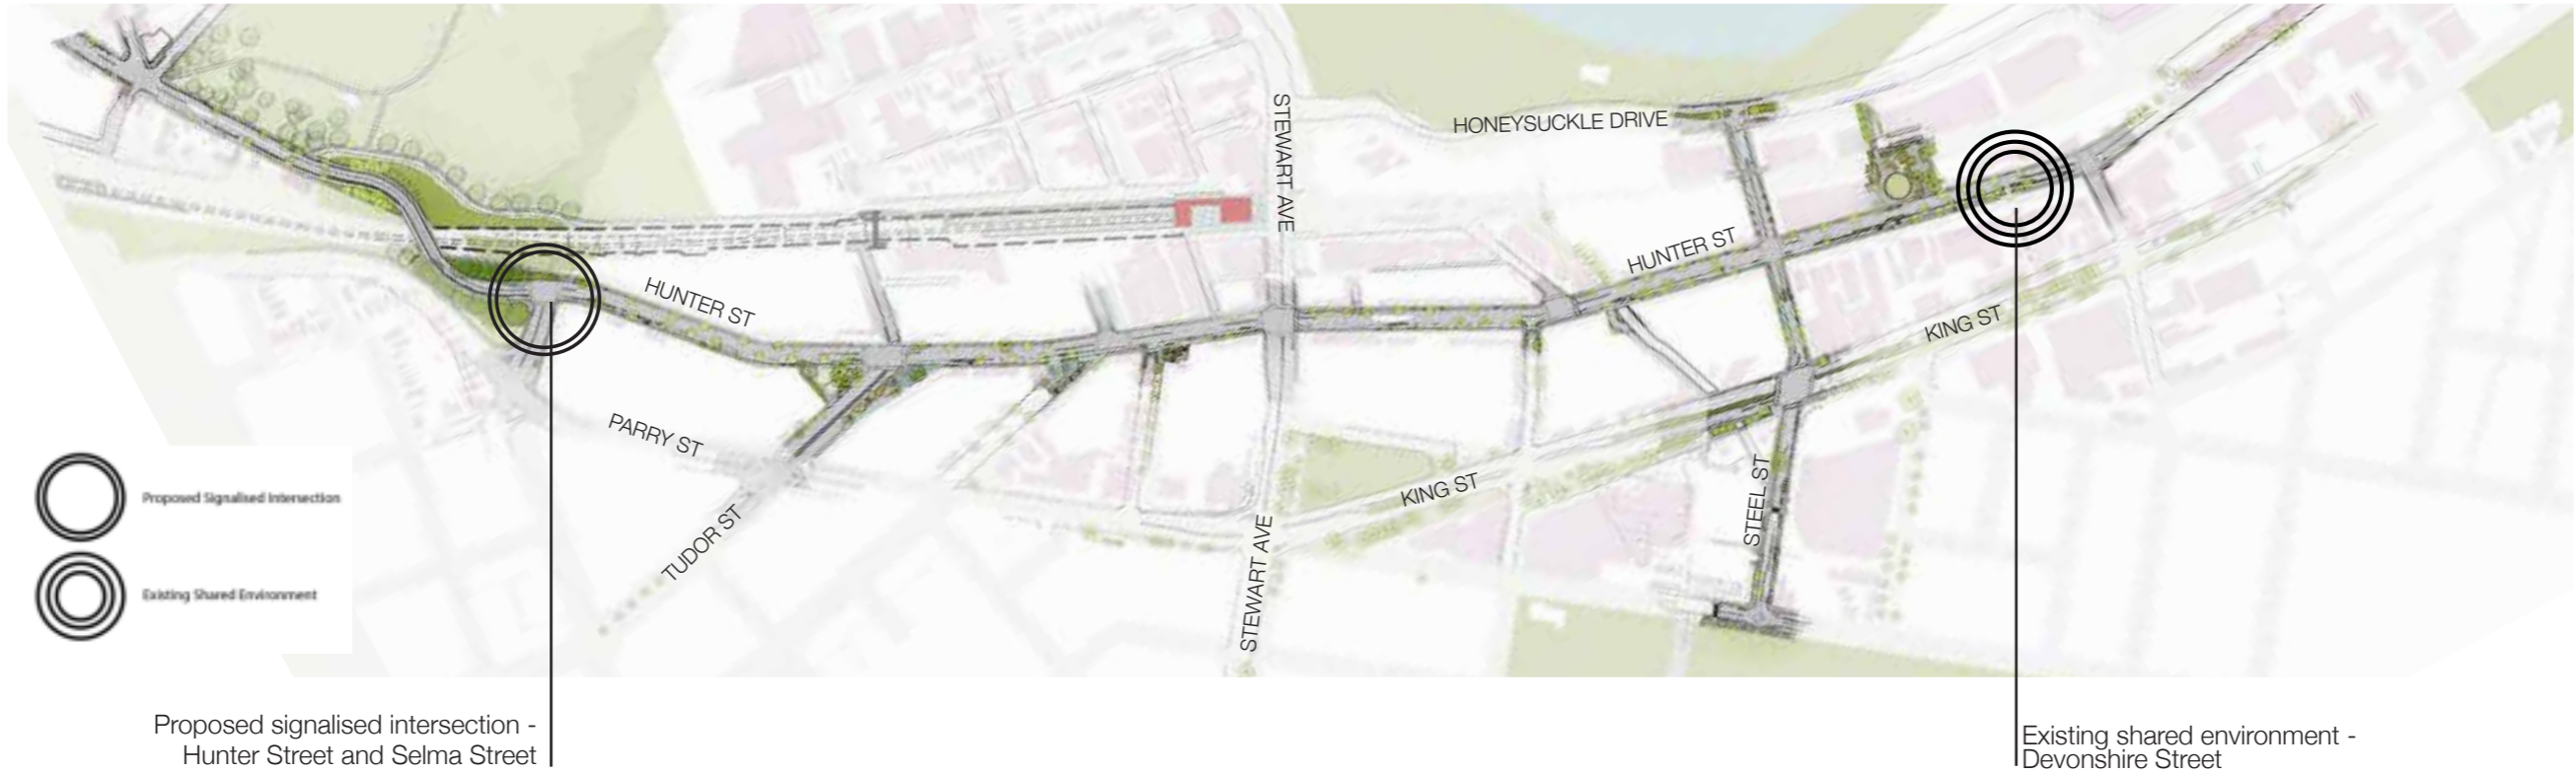 STEWART AVE
HONEYSUCKLE DRIVE
HUNTER ST
HUNTER ST
KING ST
PARRY ST
KING ST
STEEL ST
TUDOR ST
STEWART AVE
Proposed Signalised Intersection
Existing Shared Environment
Proposed signalised intersection -
Hunter Street and Selma Street
Existing shared environment -
Devonshire Street